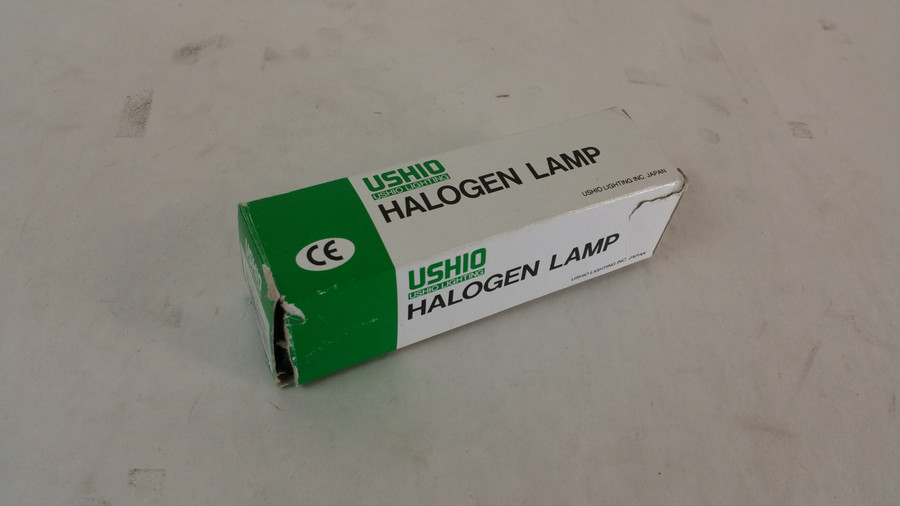 USHIO
USHIO LIGHTING
HALOGEN LAMP
USHIO LIGHTING INC. JAPAN
CE
USHIO
USHIO LIGHTING
HALOGEN LAMP
USHIO LIGHTING INC. JAPAN